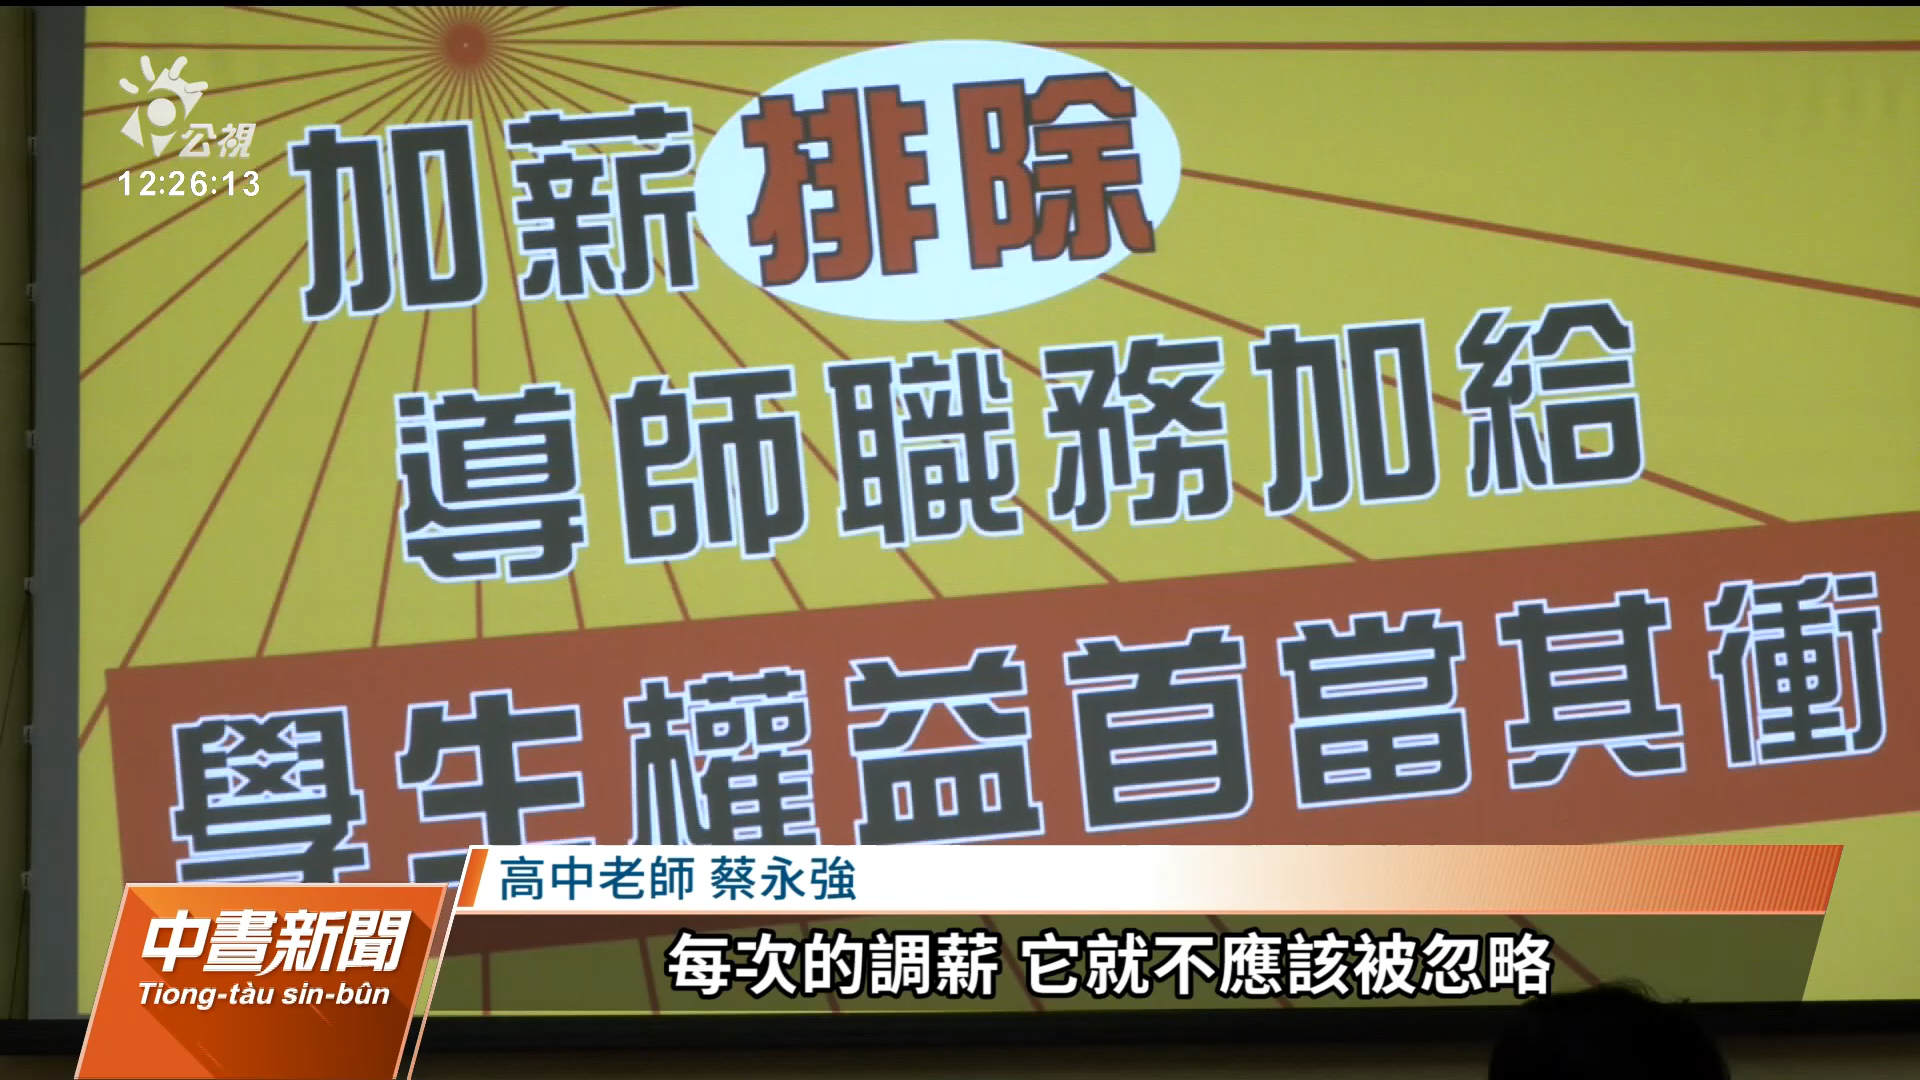 公視
12:26:13
加薪排除
導師職務加給
學生權益首當其衝
高中老師 蔡永強
每次的調薪 它就不應該被忽略
中晝新聞
Tiong-tàu sin-bûn